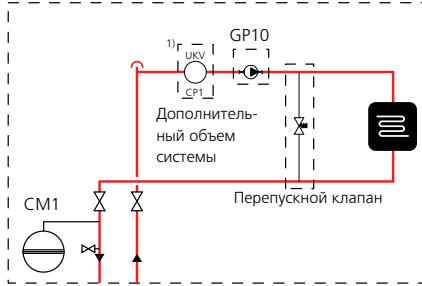 1)
UKV
CP1
GP10
Дополнитель-
ный объем
системы
Перепускной клапан
CM1